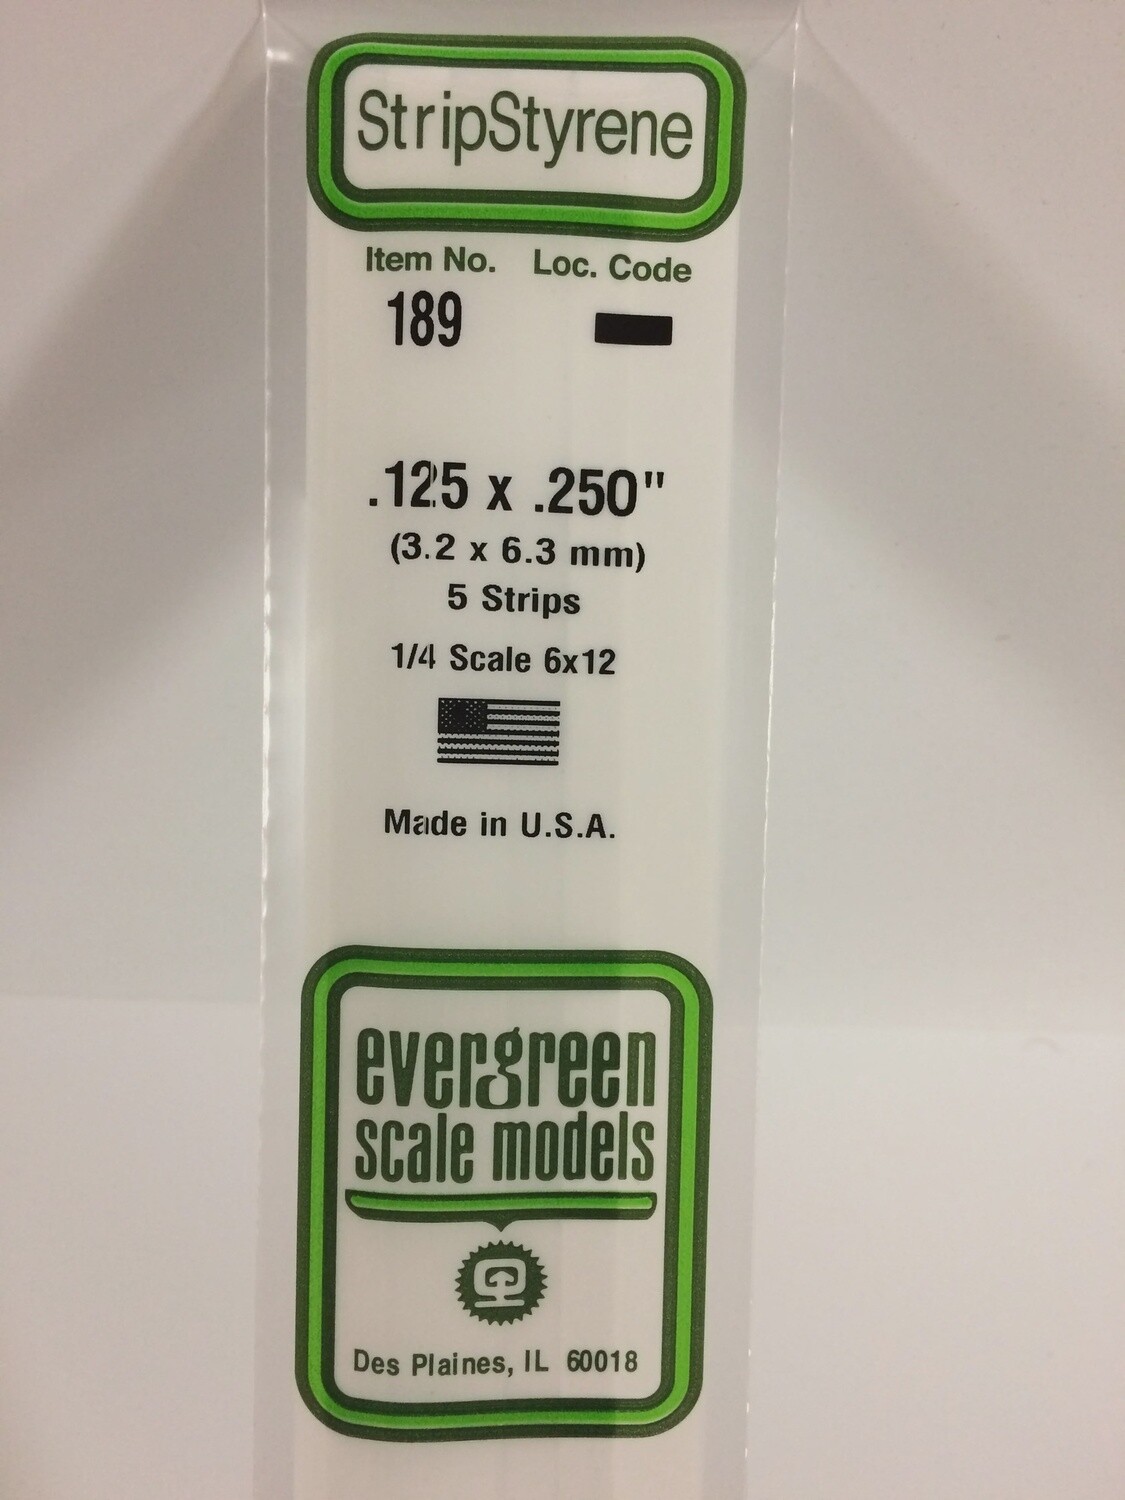 StripStyrene
Item No. Loc. Code
189
.125 x .250"
(3.2 x 6.3 mm)
5 Strips
1/4 Scale 6x12
Made in U.S.A.
evergreen
scale models
Des Plaines, IL 60018